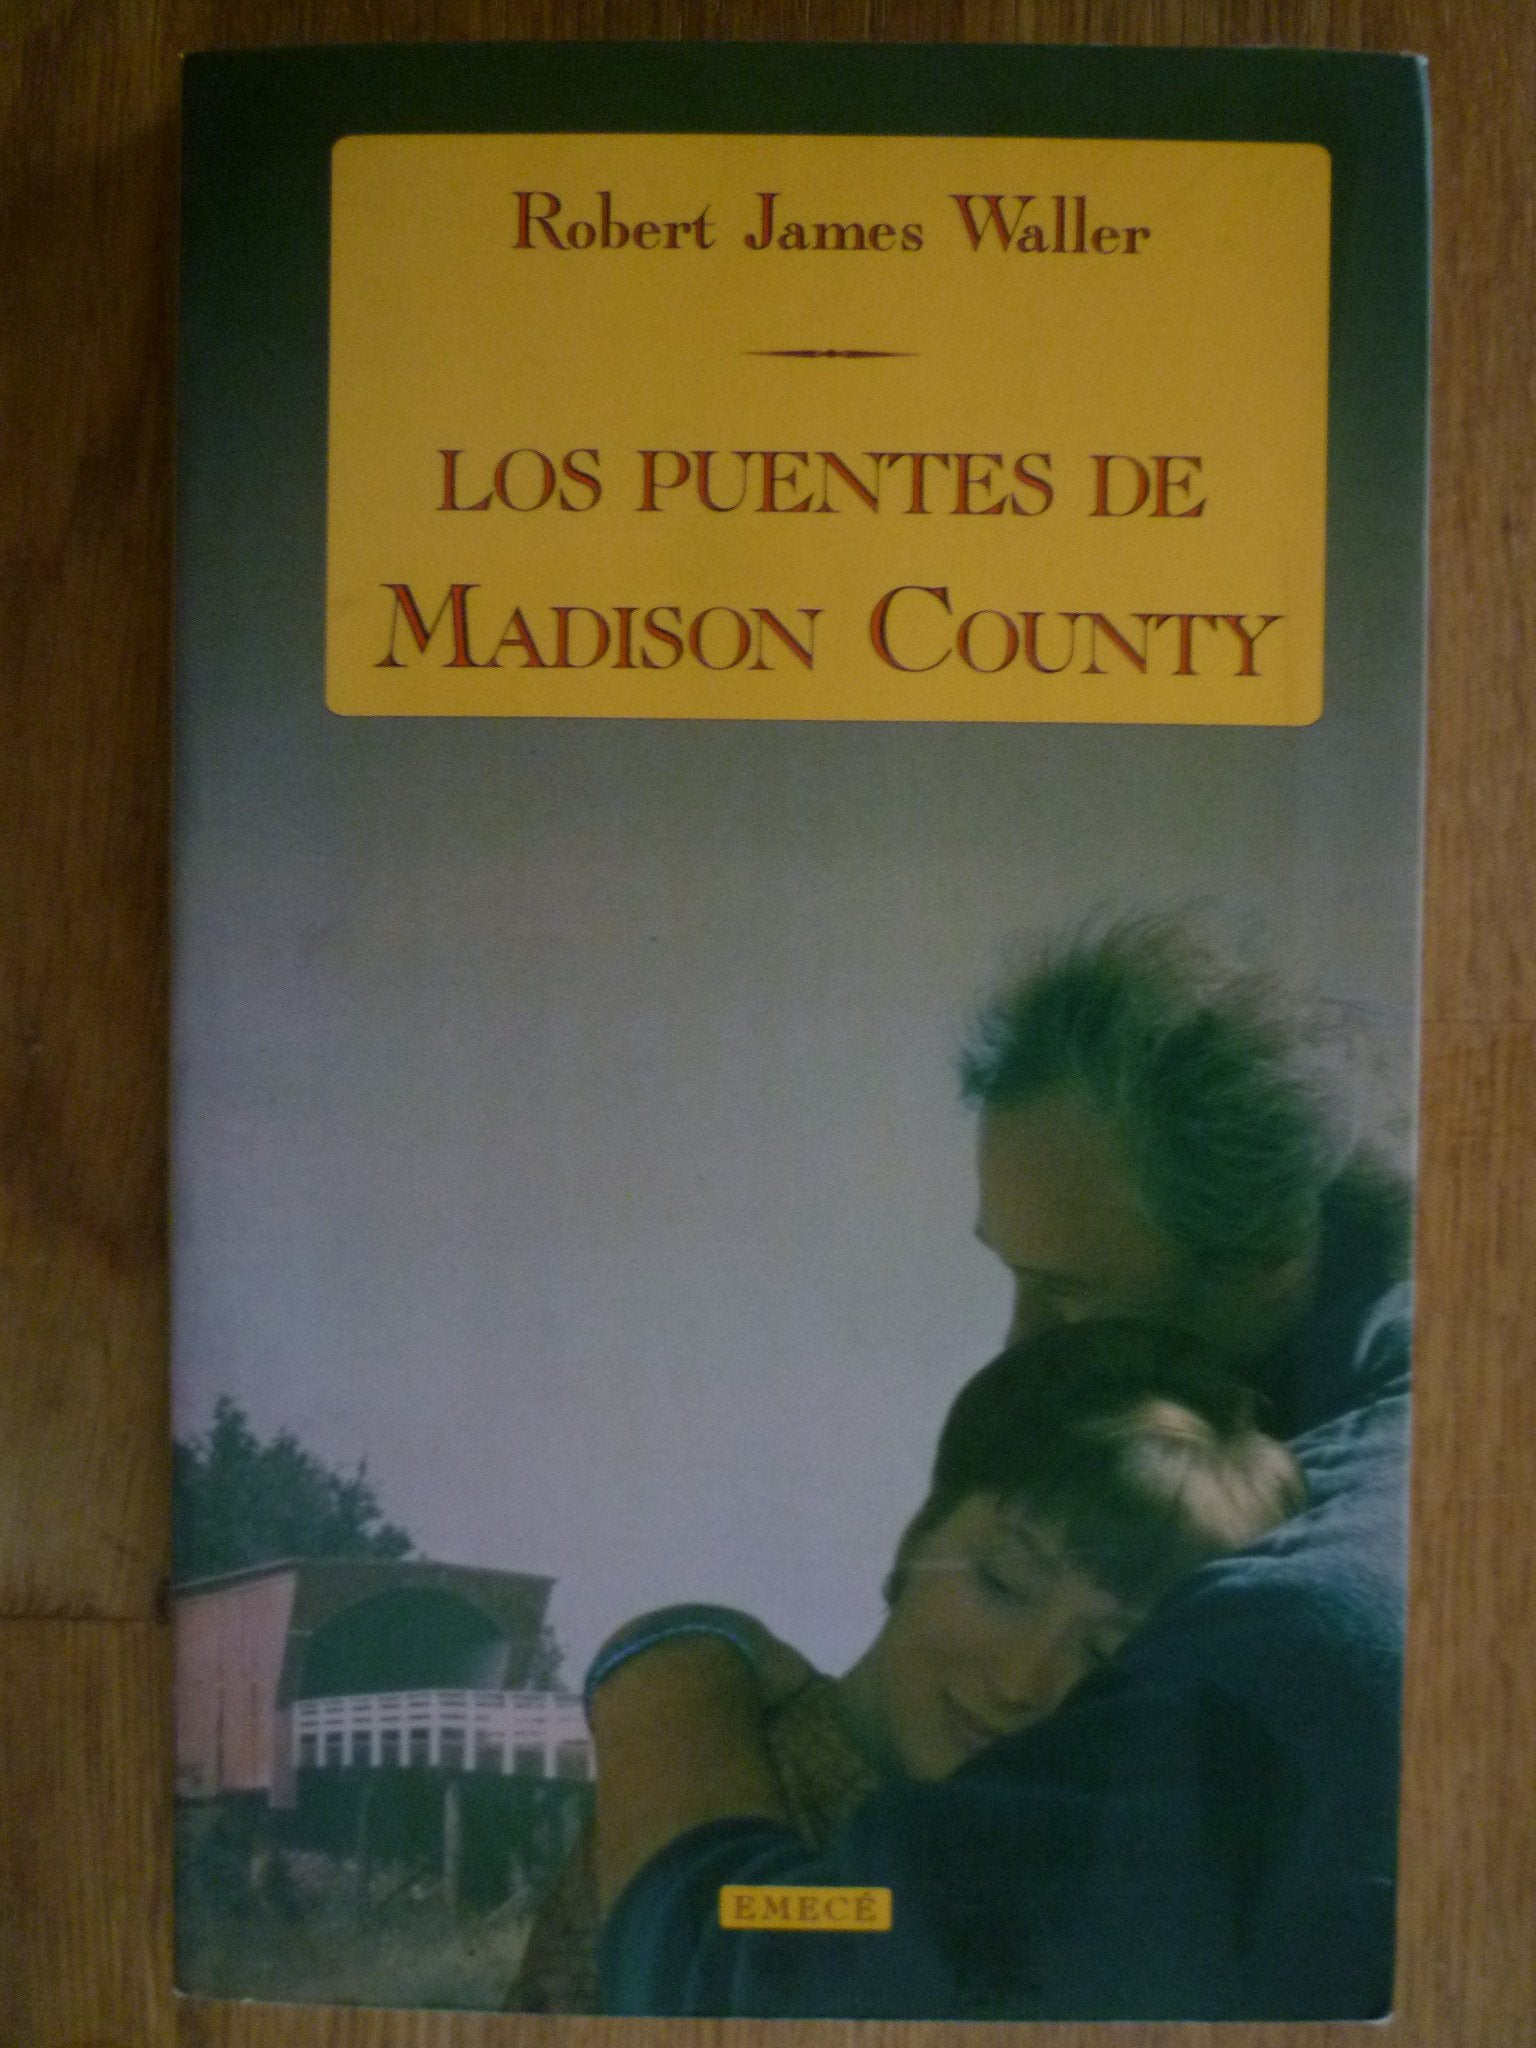 Robert James Waller
LOS PUENTES DE
MADISON COUNTY
EMECÉ